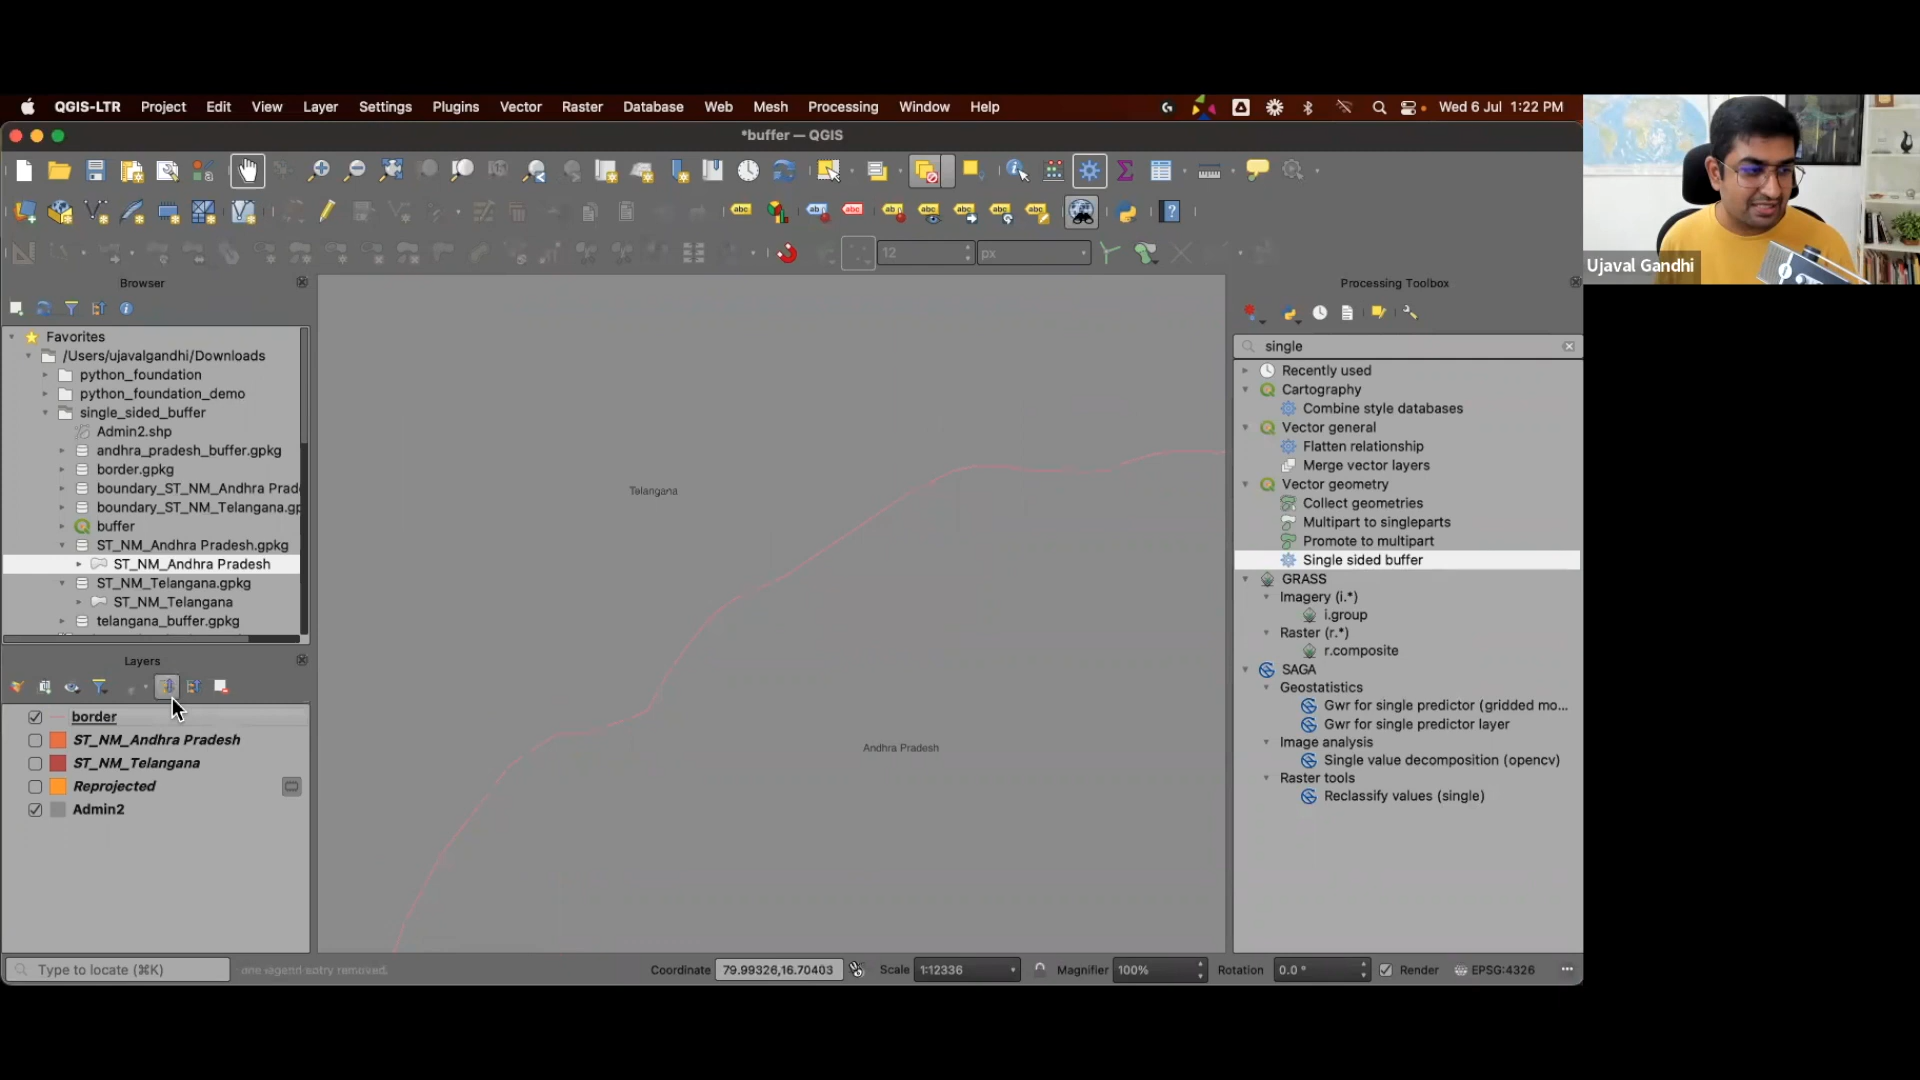 QGIS-LTR Project Edit View Layer Settings Plugins Vector Raster Database Web Mesh Processing Window Help Wed 6 Jul 1:22 PM
*buffer — QGIS
12 px
Ujaval Gandhi
Browser
Favorites
/Users/ujavalgandhi/Downloads
python_foundation
python_foundation_demo
single_sided_buffer
Admin2.shp
andhra_pradesh_buffer.gpkg
border.gpkg
boundary_ST_NM_Andhra Prad
boundary_ST_NM_Telangana.gp
buffer
ST_NM_Andhra Pradesh.gpkg
ST_NM_Andhra Pradesh
ST_NM_Telangana.gpkg
ST_NM_Telangana
telangana_buffer.gpkg
Layers
border
ST_NM_Andhra Pradesh
ST_NM_Telangana
Reprojected
Admin2
Telangana
Andhra Pradesh
Processing Toolbox
single
Recently used
Cartography
Combine style databases
Vector general
Flatten relationship
Merge vector layers
Vector geometry
Collect geometries
Multipart to singleparts
Promote to multipart
Single sided buffer
GRASS
Imagery (i.*)
i.group
Raster (r.*)
r.composite
SAGA
Geostatistics
Gwr for single predictor (gridded mo...
Gwr for single predictor layer
Image analysis
Single value decomposition (opencv)
Raster tools
Reclassify values (single)
Type to locate (⌘K) one legend entry removed. Coordinate 79.99326,16.70403 Scale 1:12336 Magnifier 100% Rotation 0.0 ° Render EPSG:4326